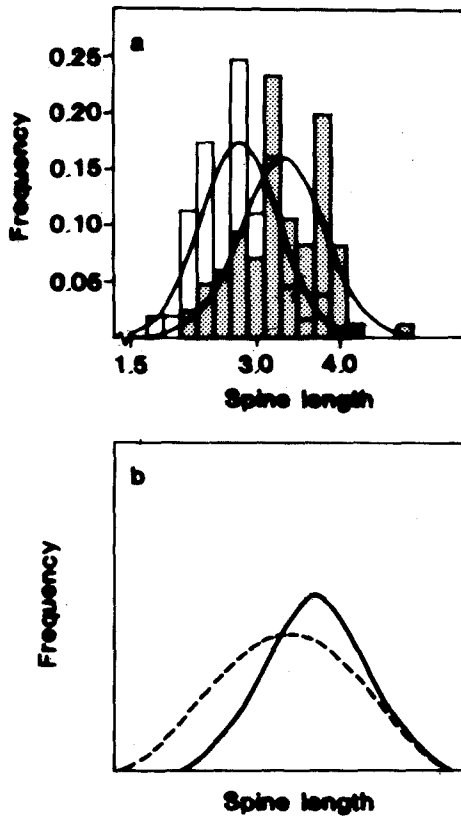 a
0.25
0.20
0.15
0.10
0.05
Frequency
1.5 3.0 4.0
Spine length
b
Frequency
Spine length